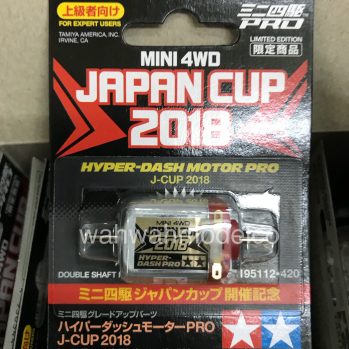 上級者向け
FOR EXPERT USERS
TAMIYA AMERICA, INC.
IRVINE, CA
ミニ四駆
PRO
LIMITED EDITION
限定商品
MINI 4WD
JAPAN CUP
2018
HYPER-DASH MOTOR PRO
J-CUP 2018
MINI 4WD
2018
HYPER-DASH PRO
DOUBLE SHAFT
195112-420
ミニ四駆 ジャパンカップ 開催記念
ミニ四駆グレードアップパーツ
ハイパーダッシュモーターPRO
J-CUP 2018